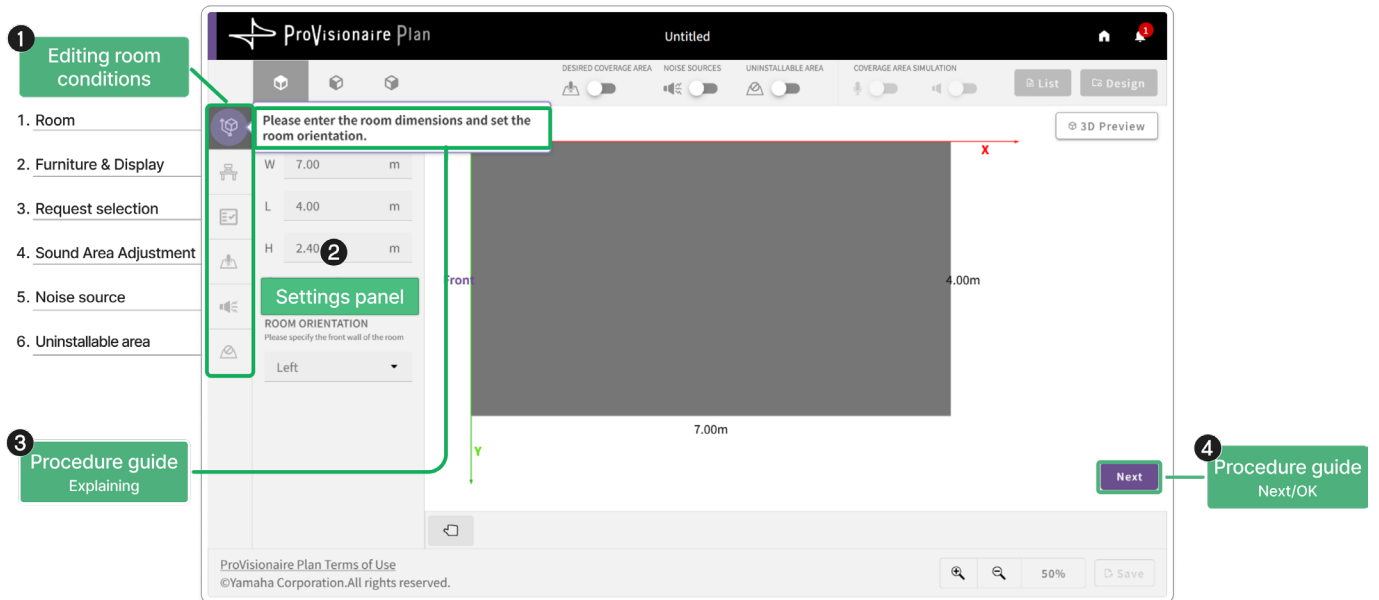 ProVisionaire Plan
Untitled
1
1
Editing room
conditions
DESIRED COVERAGE AREA
NOISE SOURCES
UNINSTALLABLE AREA
COVERAGE AREA SIMULATION
List
Design
1. Room
2. Furniture & Display
3. Request selection
4. Sound Area Adjustment
5. Noise source
6. Uninstallable area
Please enter the room dimensions and set the
room orientation.
3D Preview
X
W 7.00 m
L 4.00 m
H 2.40 m
2
Settings panel
Front
4.00m
ROOM ORIENTATION
Please specify the front wall of the room
Left
7.00m
Y
3
Procedure guide
Explaining
Next
4
Procedure guide
Next/OK
ProVisionaire Plan Terms of Use
©Yamaha Corporation.All rights reserved.
50%
Save